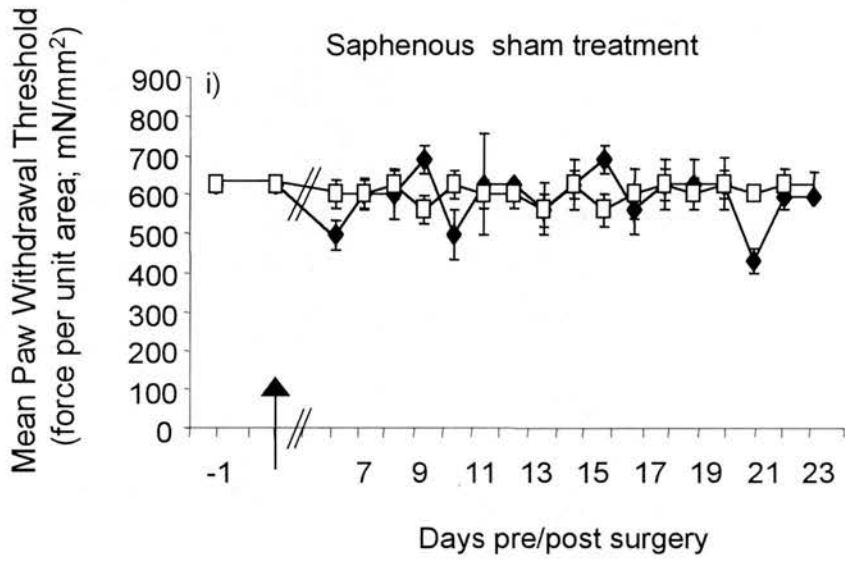 Saphenous sham treatment
Mean Paw Withdrawal Threshold
(force per unit area; mN/mm²)
i)
900
800
700
600
500
400
300
200
100
0
-1 7 9 11 13 15 17 19 21 23
Days pre/post surgery